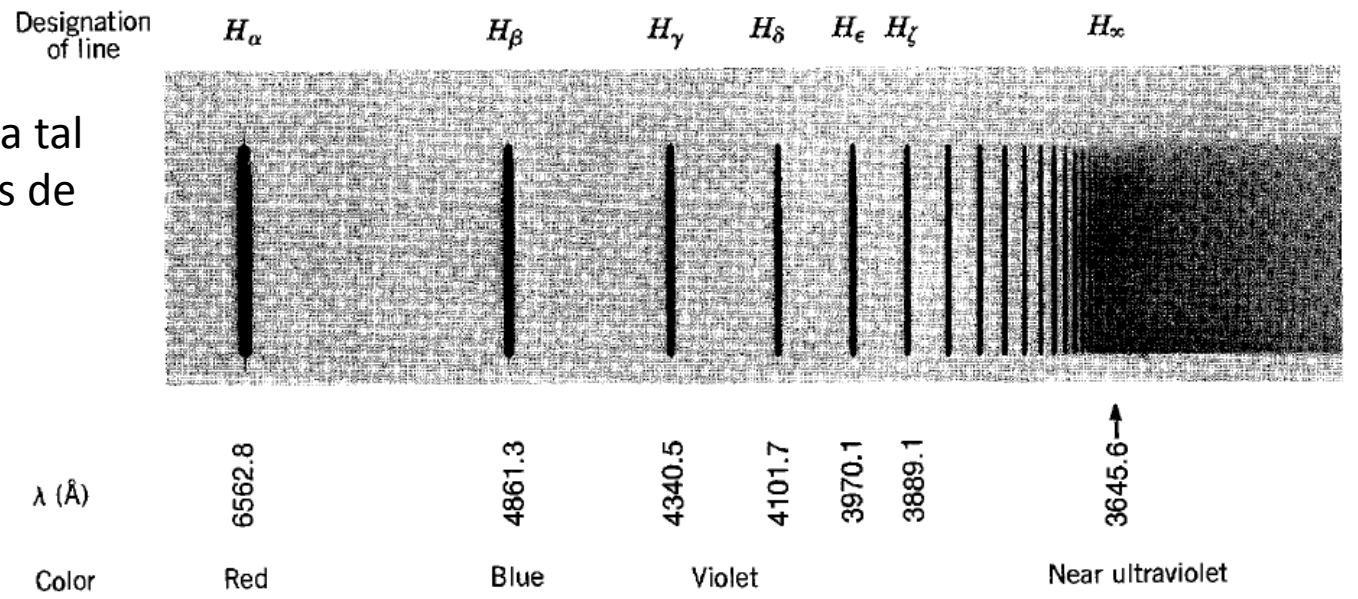 Designation
of line
Hα Hβ Hγ Hδ Hϵ Hζ H∞
a tal
s de
λ (Å)
6562.8 4861.3 4340.5 4101.7 3970.1 3889.1 3645.6
Color Red Blue Violet Near ultraviolet